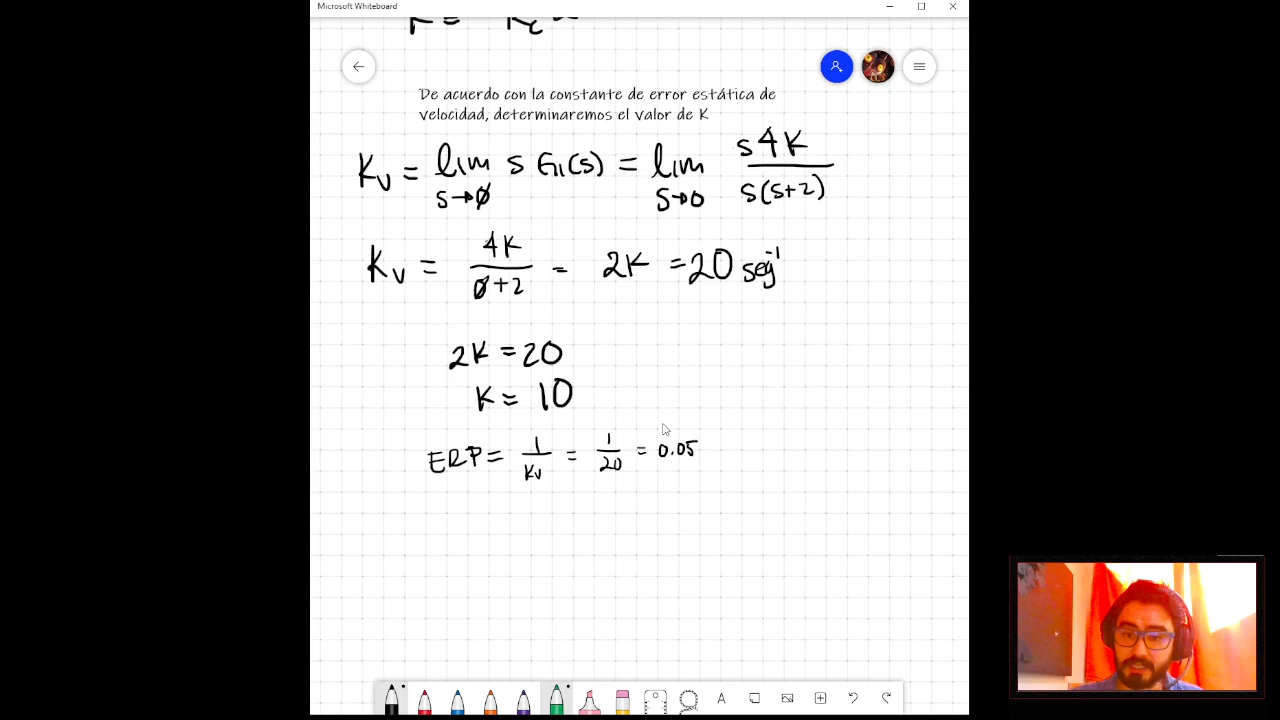 Microsoft Whiteboard
De acuerdo con la constante de error estática de
velocidad, determinaremos el valor de K
Kv = lim s→0 s G1(s) = lim s→0 s4K / s(s+2)
Kv = 4K / 0+2 = 2K = 20 seg⁻¹
2K = 20
K = 10
ERP = 1/Kv = 1/20 = 0.05
A